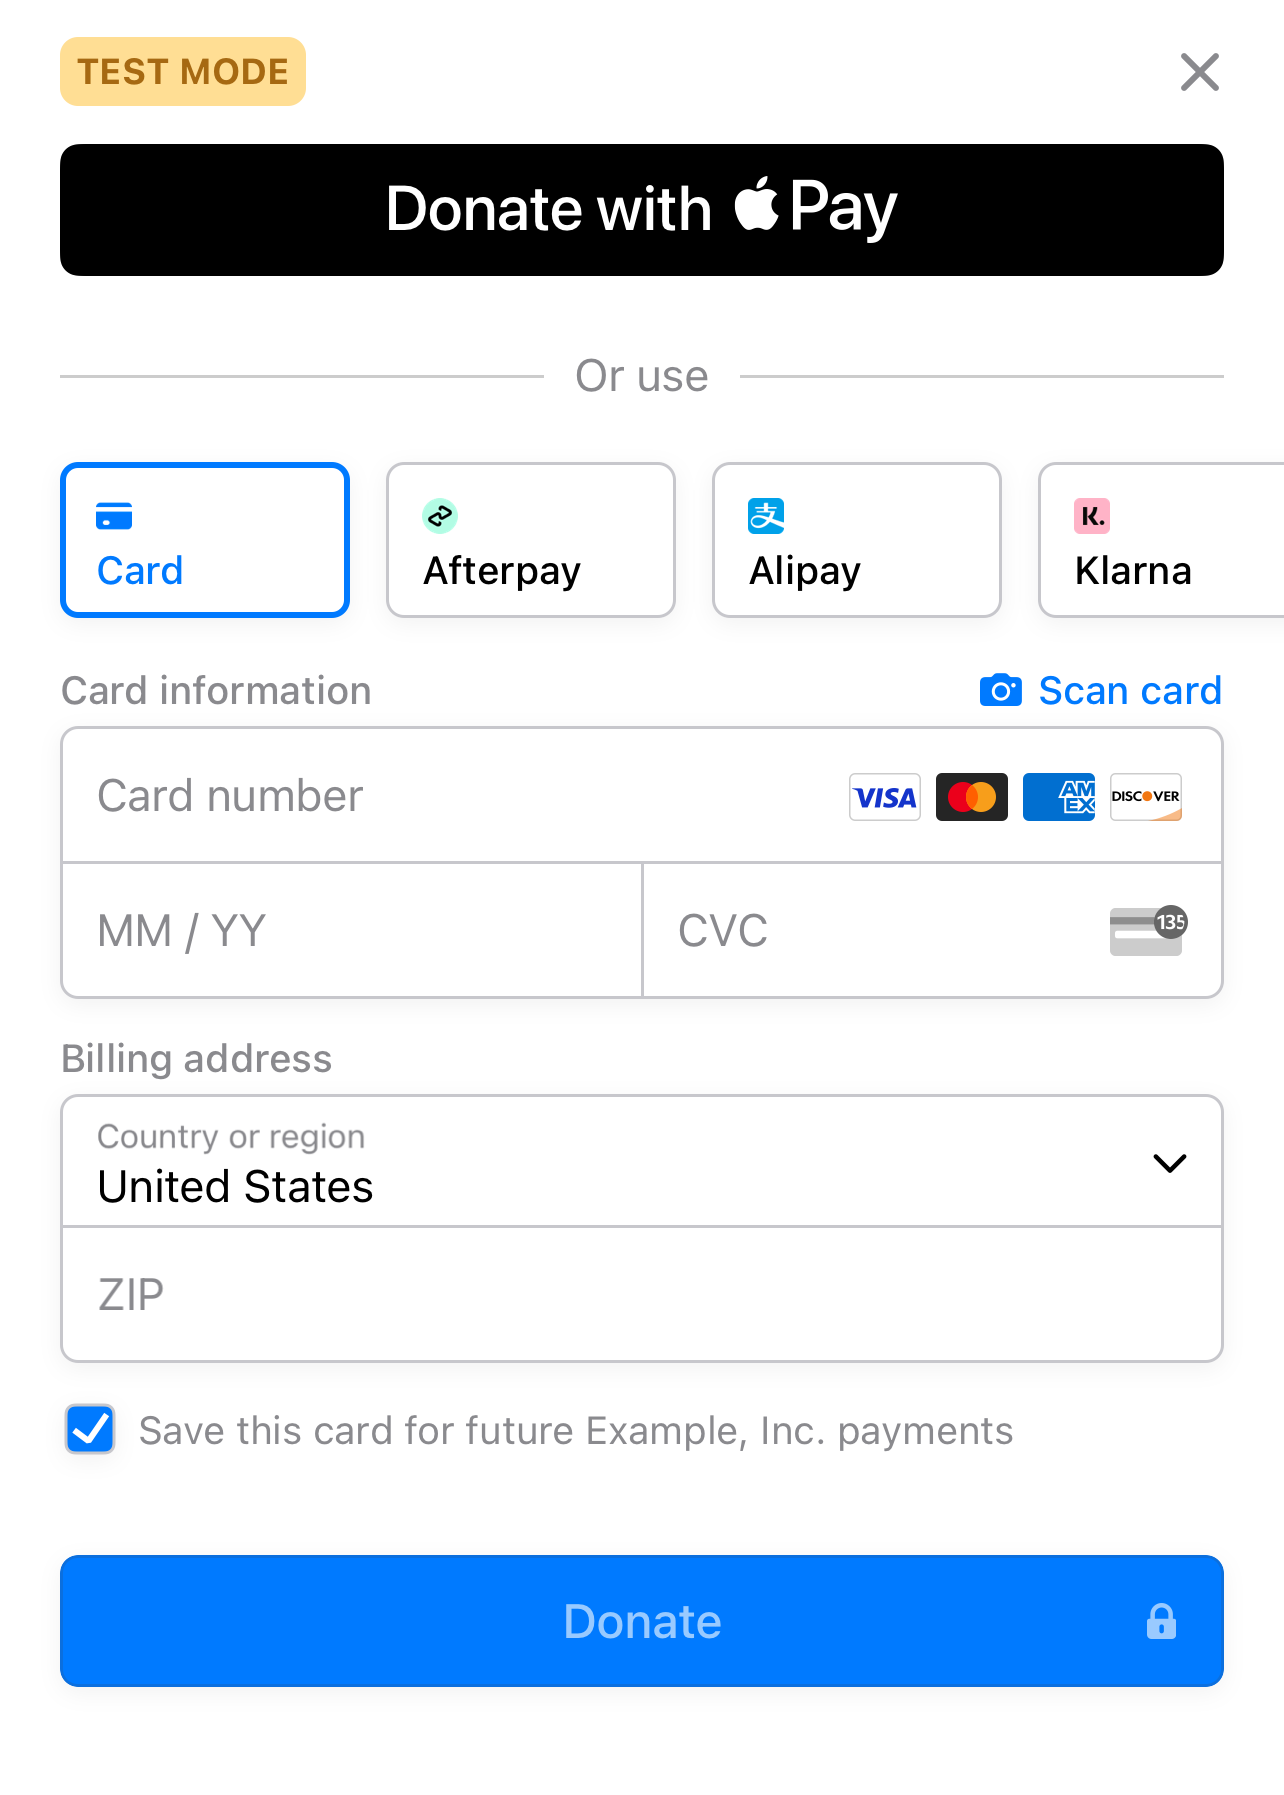 TEST MODE
Donate with Pay
Or use
Card
Afterpay
支
Alipay
K.
Klarna
Card information
Scan card
Card number
VISA
AM
EX
DISCOVER
MM / YY
CVC
135
Billing address
Country or region
United States
ZIP
Save this card for future Example, Inc. payments
Donate